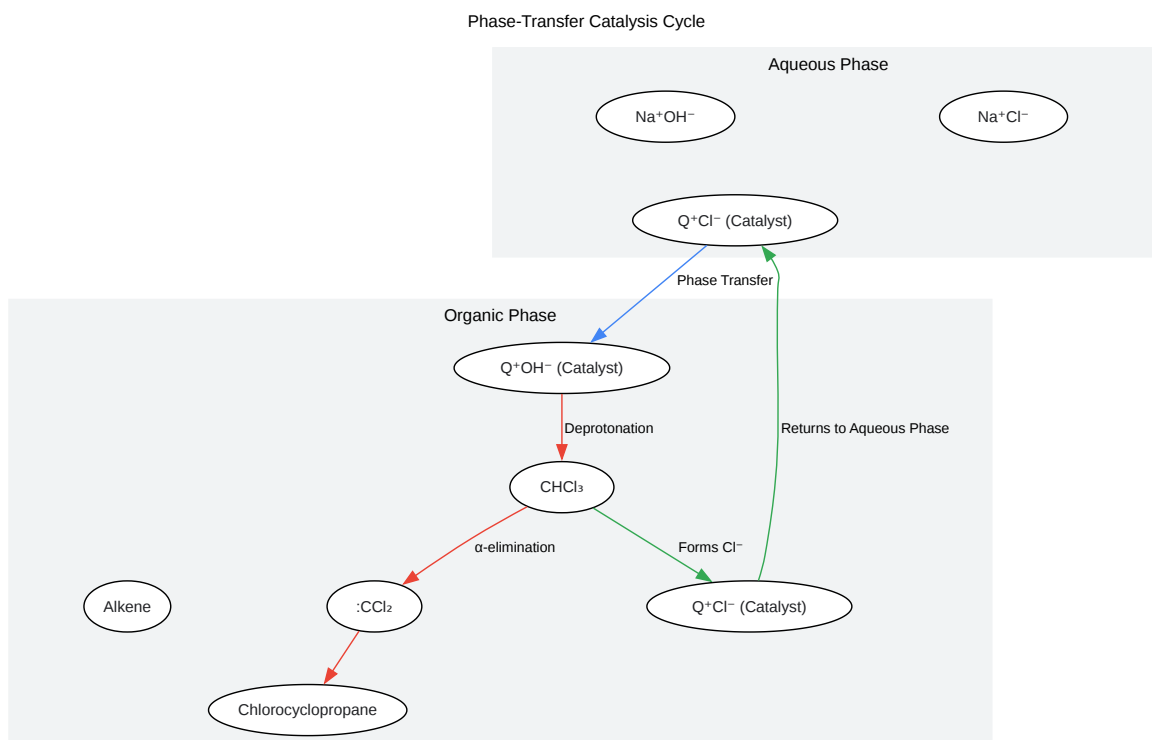 Phase-Transfer Catalysis Cycle
Aqueous Phase
Na⁺OH⁻
Na⁺Cl⁻
Q⁺Cl⁻ (Catalyst)
Phase Transfer
Organic Phase
Q⁺OH⁻ (Catalyst)
Deprotonation
Returns to Aqueous Phase
CHCl₃
α-elimination
Forms Cl⁻
Alkene
:CCl₂
Q⁺Cl⁻ (Catalyst)
Chlorocyclopropane